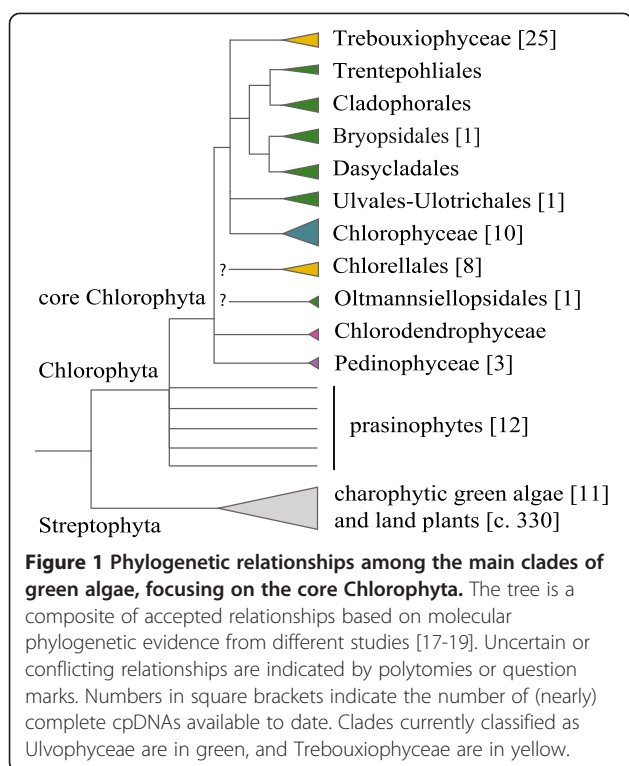 Trebouxiophyceae [25]
Trentepohliales
Cladophorales
Bryopsidales [1]
Dasycladales
Ulvales-Ulotrichales [1]
Chlorophyceae [10]
? Chlorellales [8]
core Chlorophyta ? Oltmannsiellopsidales [1]
Chlorodendrophyceae
Chlorophyta Pedinophyceae [3]
prasinophytes [12]
charophytic green algae [11]
Streptophyta and land plants [c. 330]
Figure 1 Phylogenetic relationships among the main clades of
green algae, focusing on the core Chlorophyta. The tree is a
composite of accepted relationships based on molecular
phylogenetic evidence from different studies [17-19]. Uncertain or
conflicting relationships are indicated by polytomies or question
marks. Numbers in square brackets indicate the number of (nearly)
complete cpDNAs available to date. Clades currently classified as
Ulvophyceae are in green, and Trebouxiophyceae are in yellow.